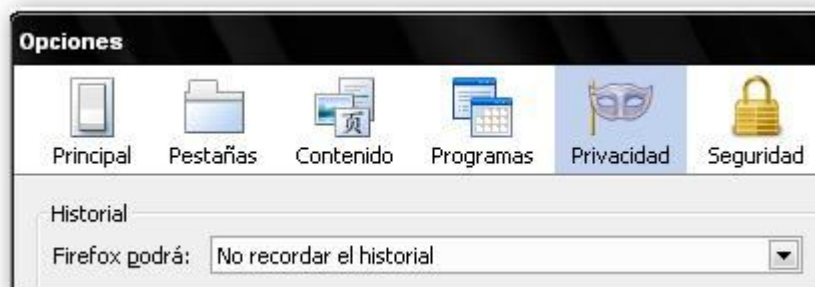 Opciones
Principal Pestañas Contenido Programas Privacidad Seguridad
Historial
Firefox podrá: No recordar el historial